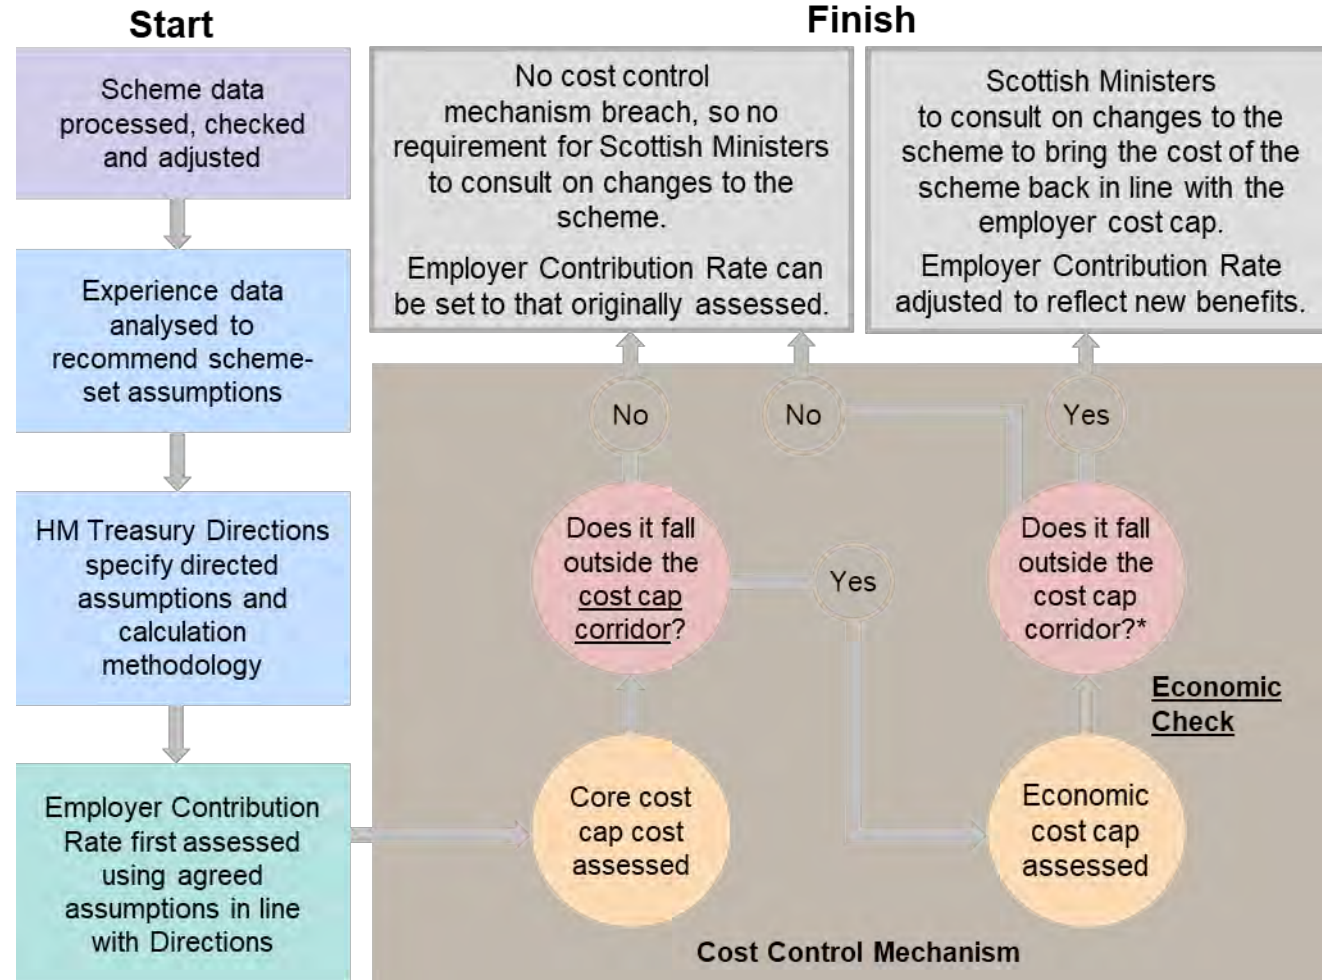 Start
Scheme data
processed, checked
and adjusted
Experience data
analysed to
recommend scheme-
set assumptions
HM Treasury Directions
specify directed
assumptions and
calculation
methodology
Employer Contribution
Rate first assessed
using agreed
assumptions in line
with Directions
Finish
No cost control
mechanism breach, so no
requirement for Scottish Ministers
to consult on changes to the
scheme.
Employer Contribution Rate can
be set to that originally assessed.
Scottish Ministers
to consult on changes to the
scheme to bring the cost of the
scheme back in line with the
employer cost cap.
Employer Contribution Rate
adjusted to reflect new benefits.
No
No
Yes
Does it fall
outside the
cost cap
corridor?
Yes
Does it fall
outside the
cost cap
corridor?*
Economic
Check
Core cost
cap cost
assessed
Economic
cost cap
assessed
Cost Control Mechanism